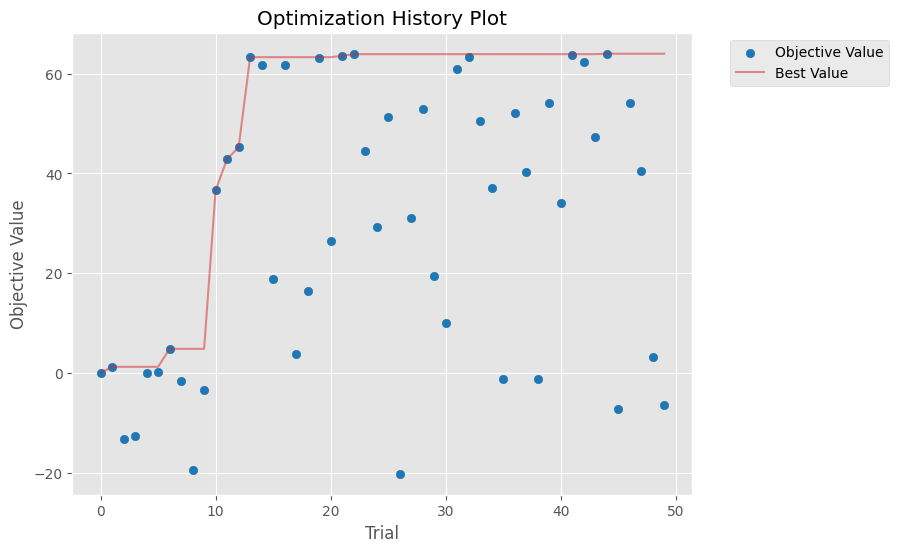 Optimization History Plot
Objective Value
Best Value
Objective Value
60
40
20
0
−20
0 10 20 30 40 50
Trial